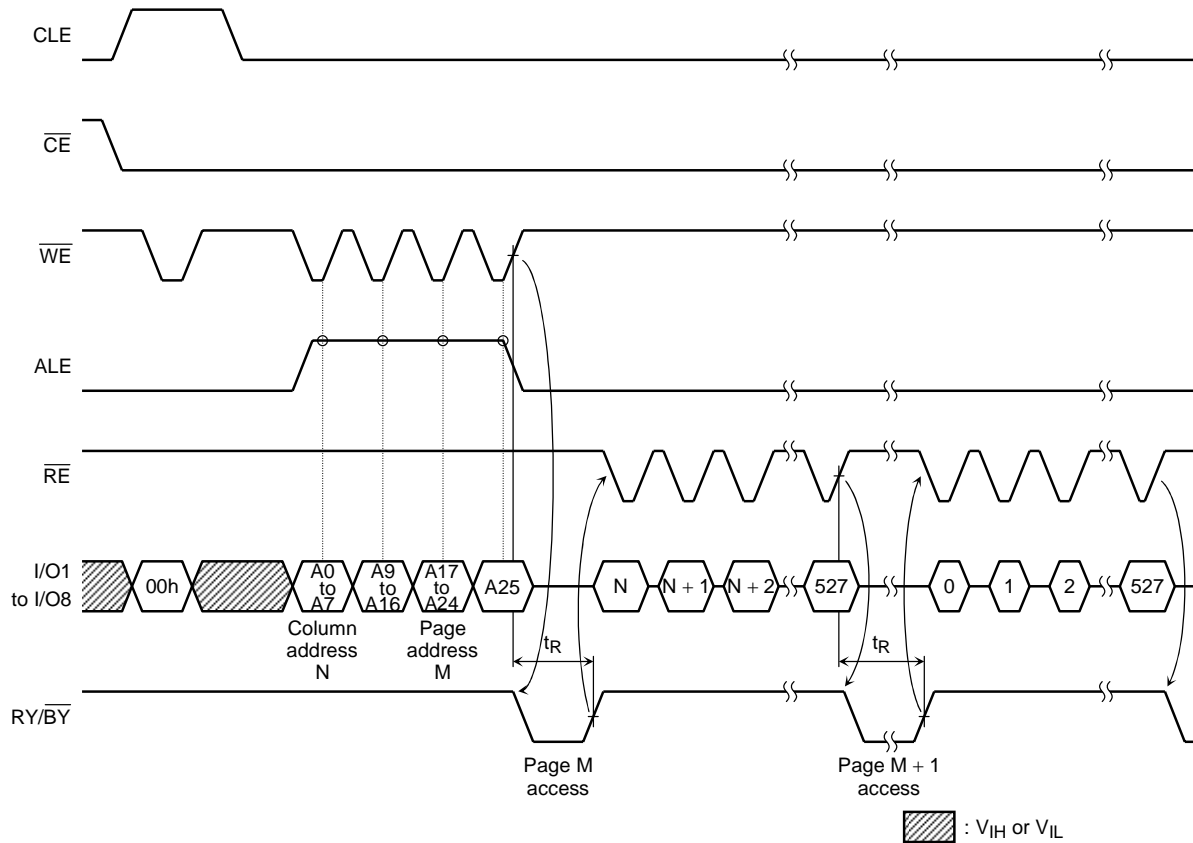 CLE
CE
WE
ALE
RE
I/O1
to I/O8
00h
A0
to
A7
A9
to
A16
A17
to
A24
A25
N
N + 1
N + 2
527
0
1
2
527
Column
address
N
Page
address
M
tR
tR
RY/BY
Page M
access
Page M + 1
access
: VIH or VIL